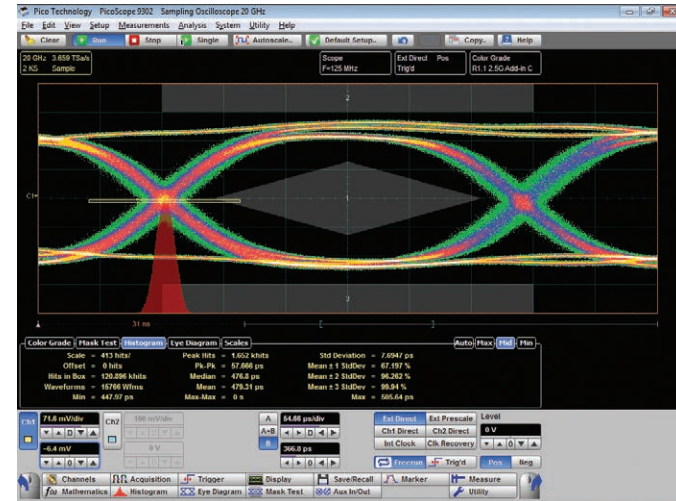 Pico Technology PicoScope 9302 Sampling Oscilloscope 20 GHz
File Edit View Setup Measurements Analysis System Utility Help
Clear Run Stop Single Autoscale.. Default Setup.. Copy.. Help
20 GHz 3.659 TSa/s
2 KS Sample
Scope
F=125 MHz
Ext Direct Pos
Trig'd
Color Grade
R1.1 2.5G Add-in C
2
C1+
1
3
31 ns
Color Grade Mask Test Histogram Eye Diagram Scales Auto Max Mid Min
Scale = 413 hits/ Peak Hits = 1.652 khits Std Deviation = 7.6947 ps
Offset = 0 hits Pk-Pk = 57.666 ps Mean ± 1 StdDev = 67.197 %
Hits in Box = 120.896 khits Median = 476.8 ps Mean ± 2 StdDev = 96.262 %
Waveforms = 15766 Wfms Mean = 479.31 ps Mean ± 3 StdDev = 99.94 %
Min = 447.97 ps Max-Max = 0 s Max = 505.64 ps
Ch1 71.6 mV/div Ch2 100 mV/div A 54.66 ps/div Ext Direct Ext Prescale Level
A+B Ch1 Direct Ch2 Direct 0 V
-6.4 mV 0 V B 366.8 ps Int Clock Clk Recovery
Freerun Trig'd Pos Neg
Channels Acquisition Trigger Display Save/Recall Marker Measure
Mathematics Histogram Eye Diagram Mask Test Aux In/Out Utility